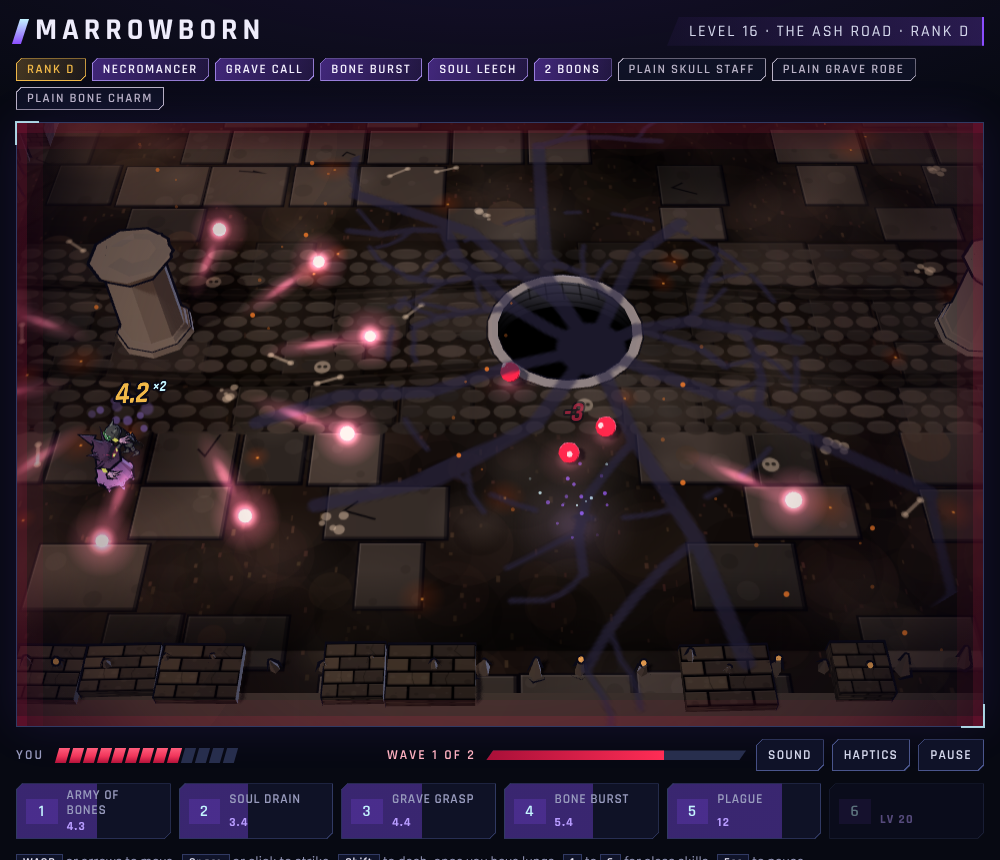 MARROWBORN
LEVEL 16 · THE ASH ROAD · RANK D
RANK D
NECROMANCER
GRAVE CALL
BONE BURST
SOUL LEECH
2 BOONS
PLAIN SKULL STAFF
PLAIN GRAVE ROBE
PLAIN BONE CHARM
4.2 ×2
-3
YOU
WAVE 1 OF 2
SOUND
HAPTICS
PAUSE
1
ARMY OF
BONES
4.3
2
SOUL DRAIN
3.4
3
GRAVE GRASP
4.4
4
BONE BURST
5.4
5
PLAGUE
12
6
LV 20